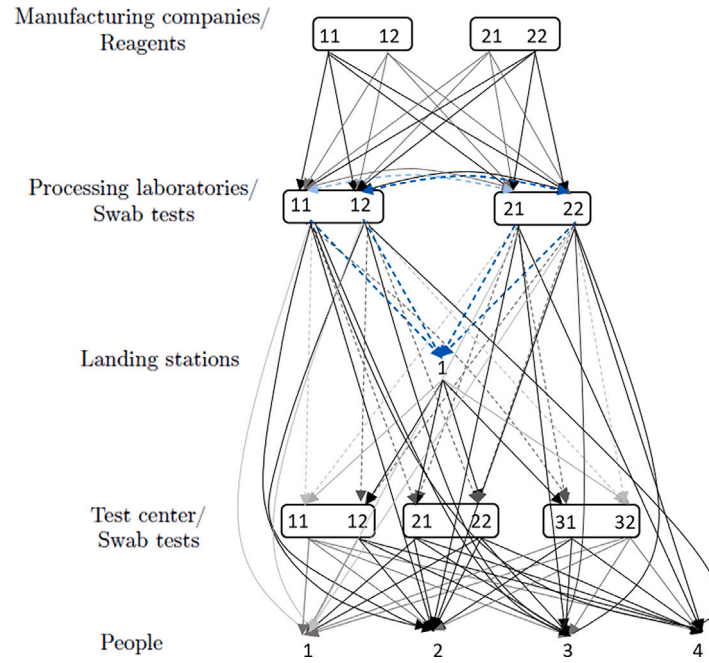 Manufacturing companies/
Reagents
11 12 21 22
Processing laboratories/
Swab tests
11 12 21 22
Landing stations
1
Test center/
Swab tests
11 12 21 22 31 32
People
1 2 3 4